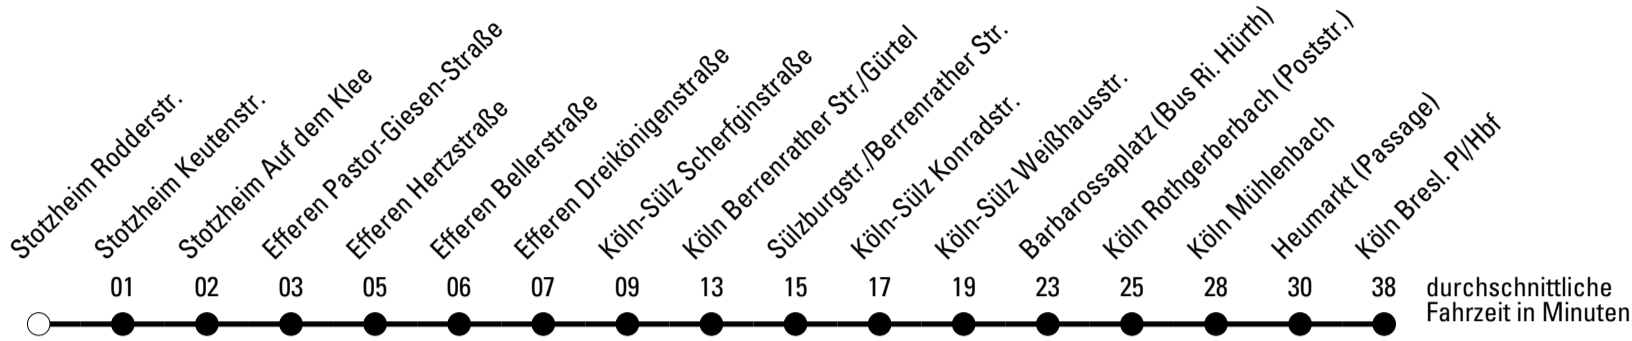 Stotzheim Rodderstr.
Stotzheim Keutenstr.
Stotzheim Auf dem Klee
Efferen Pastor-Giesen-Straße
Efferen Hertzstraße
Efferen Bellerstraße
Efferen Dreikönigenstraße
Köln-Sülz Scherfginstraße
Köln Berrenrather Str./Gürtel
Sülzburgstr./Berrenrather Str.
Köln-Sülz Konradstr.
Köln-Sülz Weißhausstr.
Barbarossaplatz (Bus Ri. Hürth)
Köln Rothgerberbach (Poststr.)
Köln Mühlenbach
Heumarkt (Passage)
Köln Bresl. Pl/Hbf
01 02 03 05 06 07 09 13 15 17 19 23 25 28 30 38
durchschnittliche
Fahrzeit in Minuten